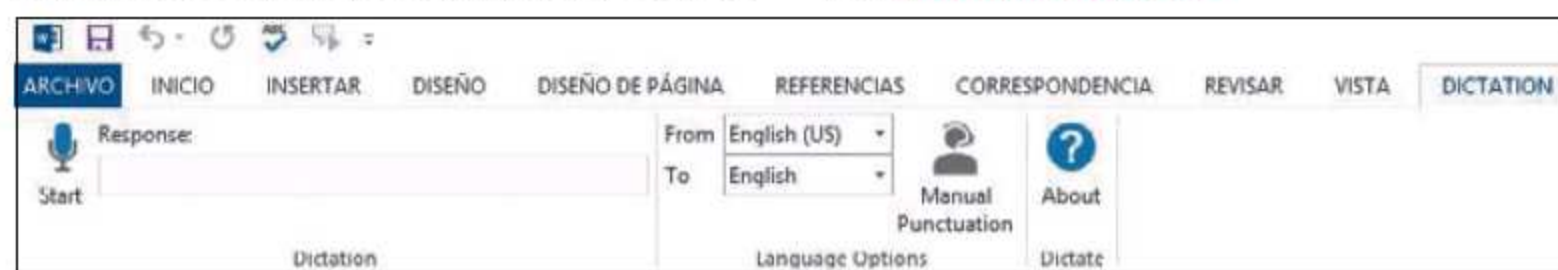 ARCHIVO INICIO INSERTAR DISEÑO DISEÑO DE PÁGINA REFERENCIAS CORRESPONDENCIA REVISAR VISTA DICTATION
Response: From English (US)
To English
Start Manual Punctuation About
Dictation Language Options Dictate